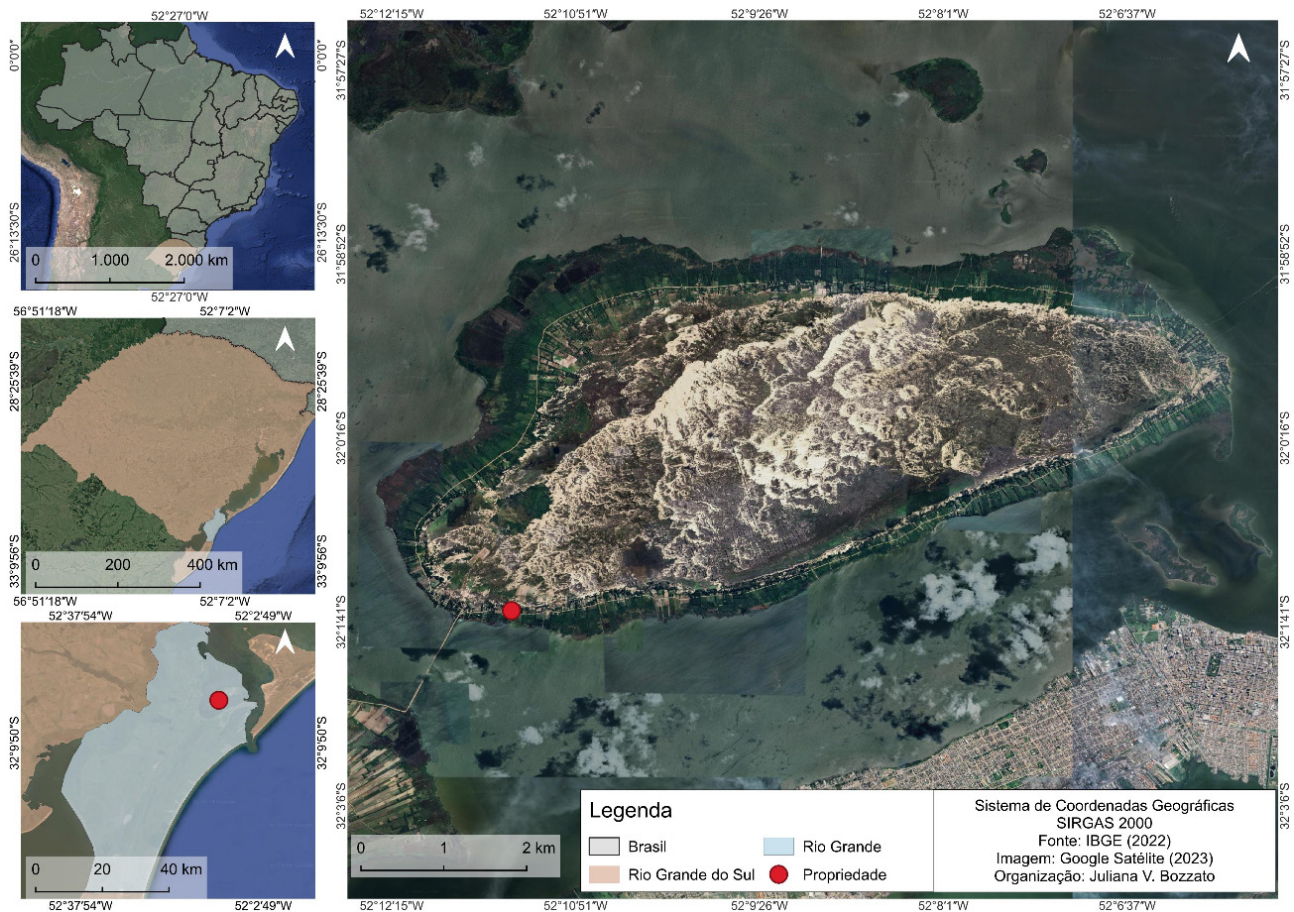 52°27'0"W
0°0'0"
0°0'0"
26°13'30"S
26°13'30"S
0 1.000 2.000 km
52°27'0"W
56°51'18"W 52°7'2"W
28°25'39"S
28°25'39"S
33°9'56"S
33°9'56"S
0 200 400 km
56°51'18"W 52°7'2"W
52°37'54"W 52°2'49"W
32°9'50"S
32°9'50"S
0 20 40 km
52°37'54"W 52°2'49"W
52°12'15"W 52°10'51"W 52°9'26"W 52°8'1"W 52°6'37"W
31°57'27"S
31°57'27"S
31°58'52"S
31°58'52"S
32°0'16"S
32°0'16"S
32°1'41"S
32°1'41"S
32°3'6"S
32°3'6"S
0 1 2 km
Legenda
Brasil
Rio Grande
Rio Grande do Sul
Propriedade
Sistema de Coordenadas Geográficas
SIRGAS 2000
Fonte: IBGE (2022)
Imagem: Google Satélite (2023)
Organização: Juliana V. Bozzato
52°12'15"W 52°10'51"W 52°9'26"W 52°8'1"W 52°6'37"W